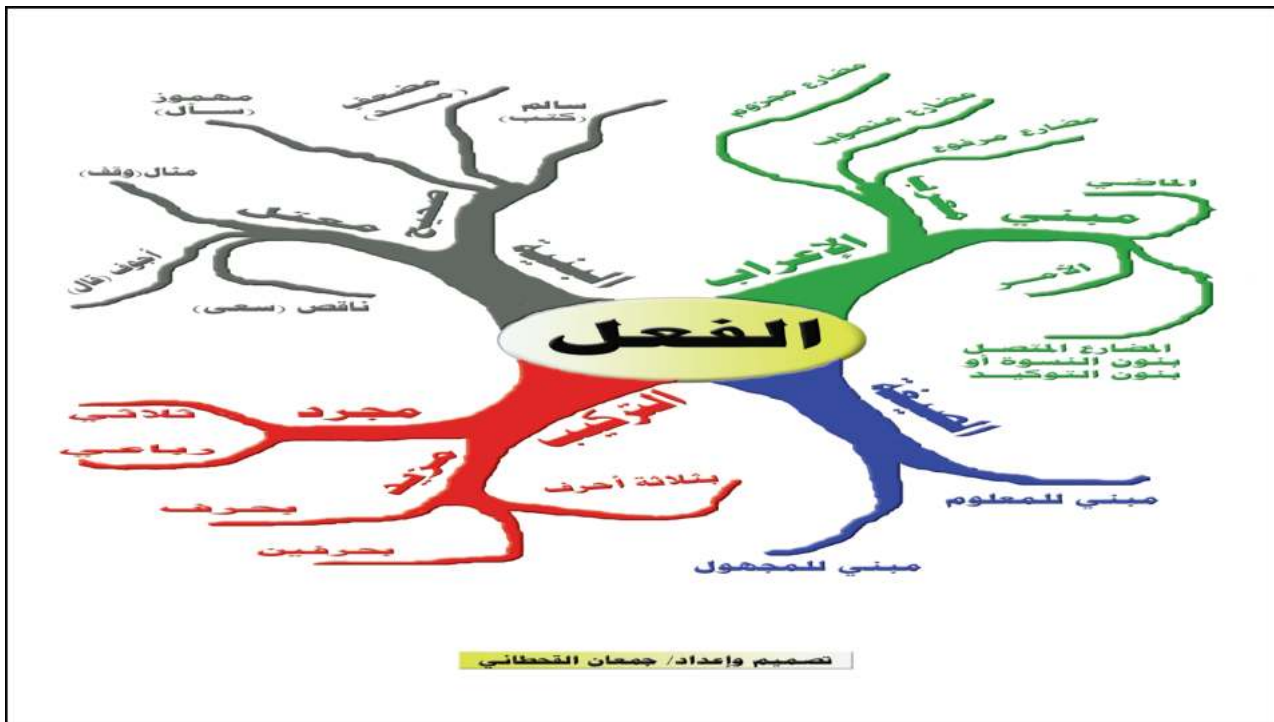 الفعل
الإعراب
معرب
مضارع مرفوع
مضارع منصوب
مضارع مجزوم
مبني
الماضي
الأمر
المضارع المتصل
بنون النسوة أو
بنون التوكيد
الصيغة
مبني للمعلوم
مبني للمجهول
التركيب
مجرد
ثلاثي
رباعي
مزيد
بحرف
بحرفين
بثلاثة أحرف
البنية
صحيح
سالم
(كتب)
مضعف
(مد)
مهموز
(سأل)
معتل
مثال (وقف)
أجوف (قال)
ناقص (سعى)
تصميم وإعداد/ جمعان القحطاني